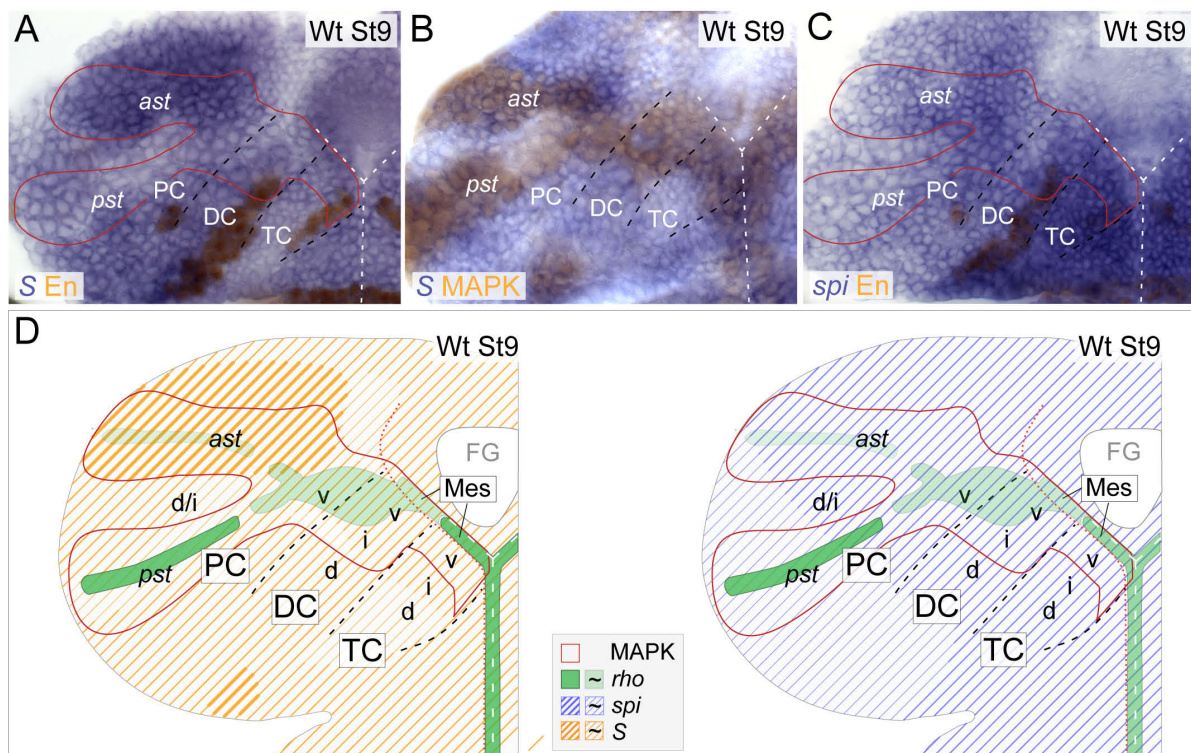 A
Wt St9
ast
pst
PC
DC
TC
S En
B
Wt St9
ast
pst
PC
DC
TC
S MAPK
C
Wt St9
ast
pst
PC
DC
TC
spi En
D
Wt St9
ast
FG
Mes
d/i
v
v
v
i
d
i
d
pst
PC
DC
TC
Wt St9
ast
FG
Mes
d/i
v
v
v
i
d
i
d
pst
PC
DC
TC
MAPK
~ rho
~ spi
~ S